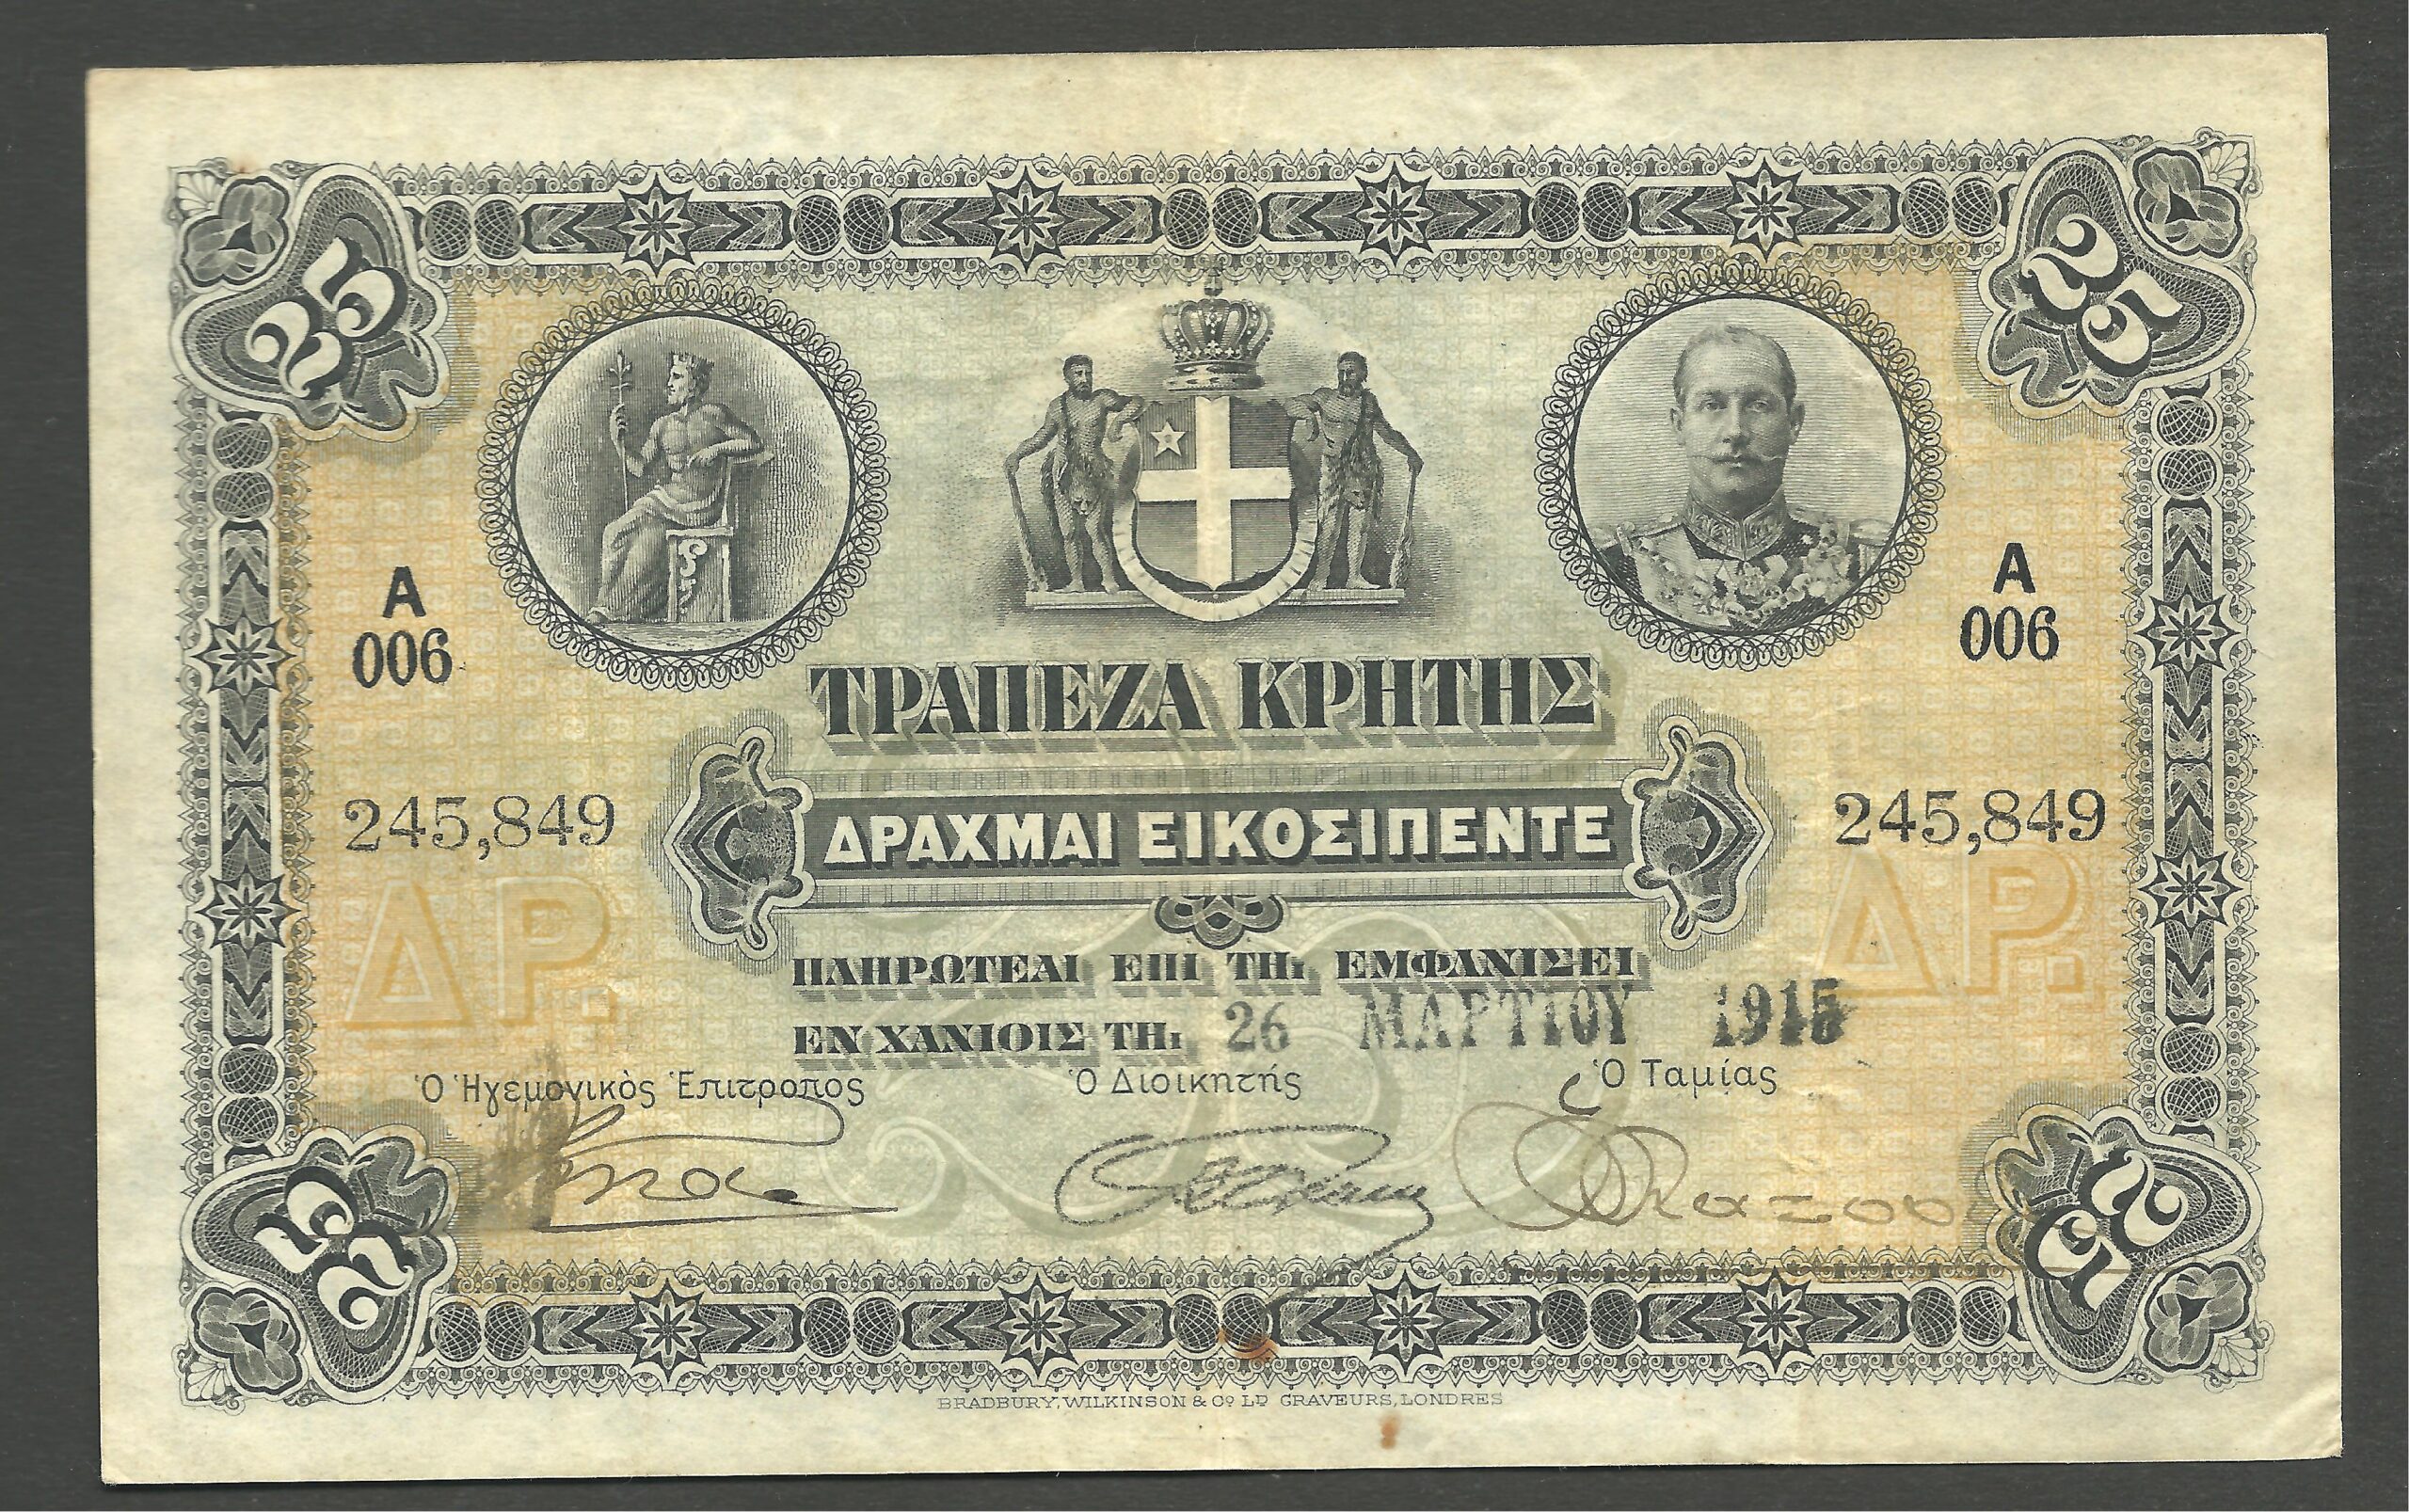 25 25
A A
006 006
ΤΡΑΠΕΖΑ ΚΡΗΤΗΣ
245,849 245,849
ΔΡΑΧΜΑΙ ΕΙΚΟΣΙΠΕΝΤΕ
ΔΡ. ΔΡ.
ΠΛΗΡΩΤΕΑΙ ΕΠΙ ΤΗι ΕΜΦΑΝΙΣΕΙ
ΕΝ ΧΑΝΙΟΙΣ ΤΗι 26 ΜΑΡΤΙΟΥ 1915
Ὁ Ἡγεμονικὸς Ἐπίτροπος Ὁ Διοικητής Ὁ Ταμίας
25 25
BRADBURY, WILKINSON & Co LD GRAVEURS, LONDRES